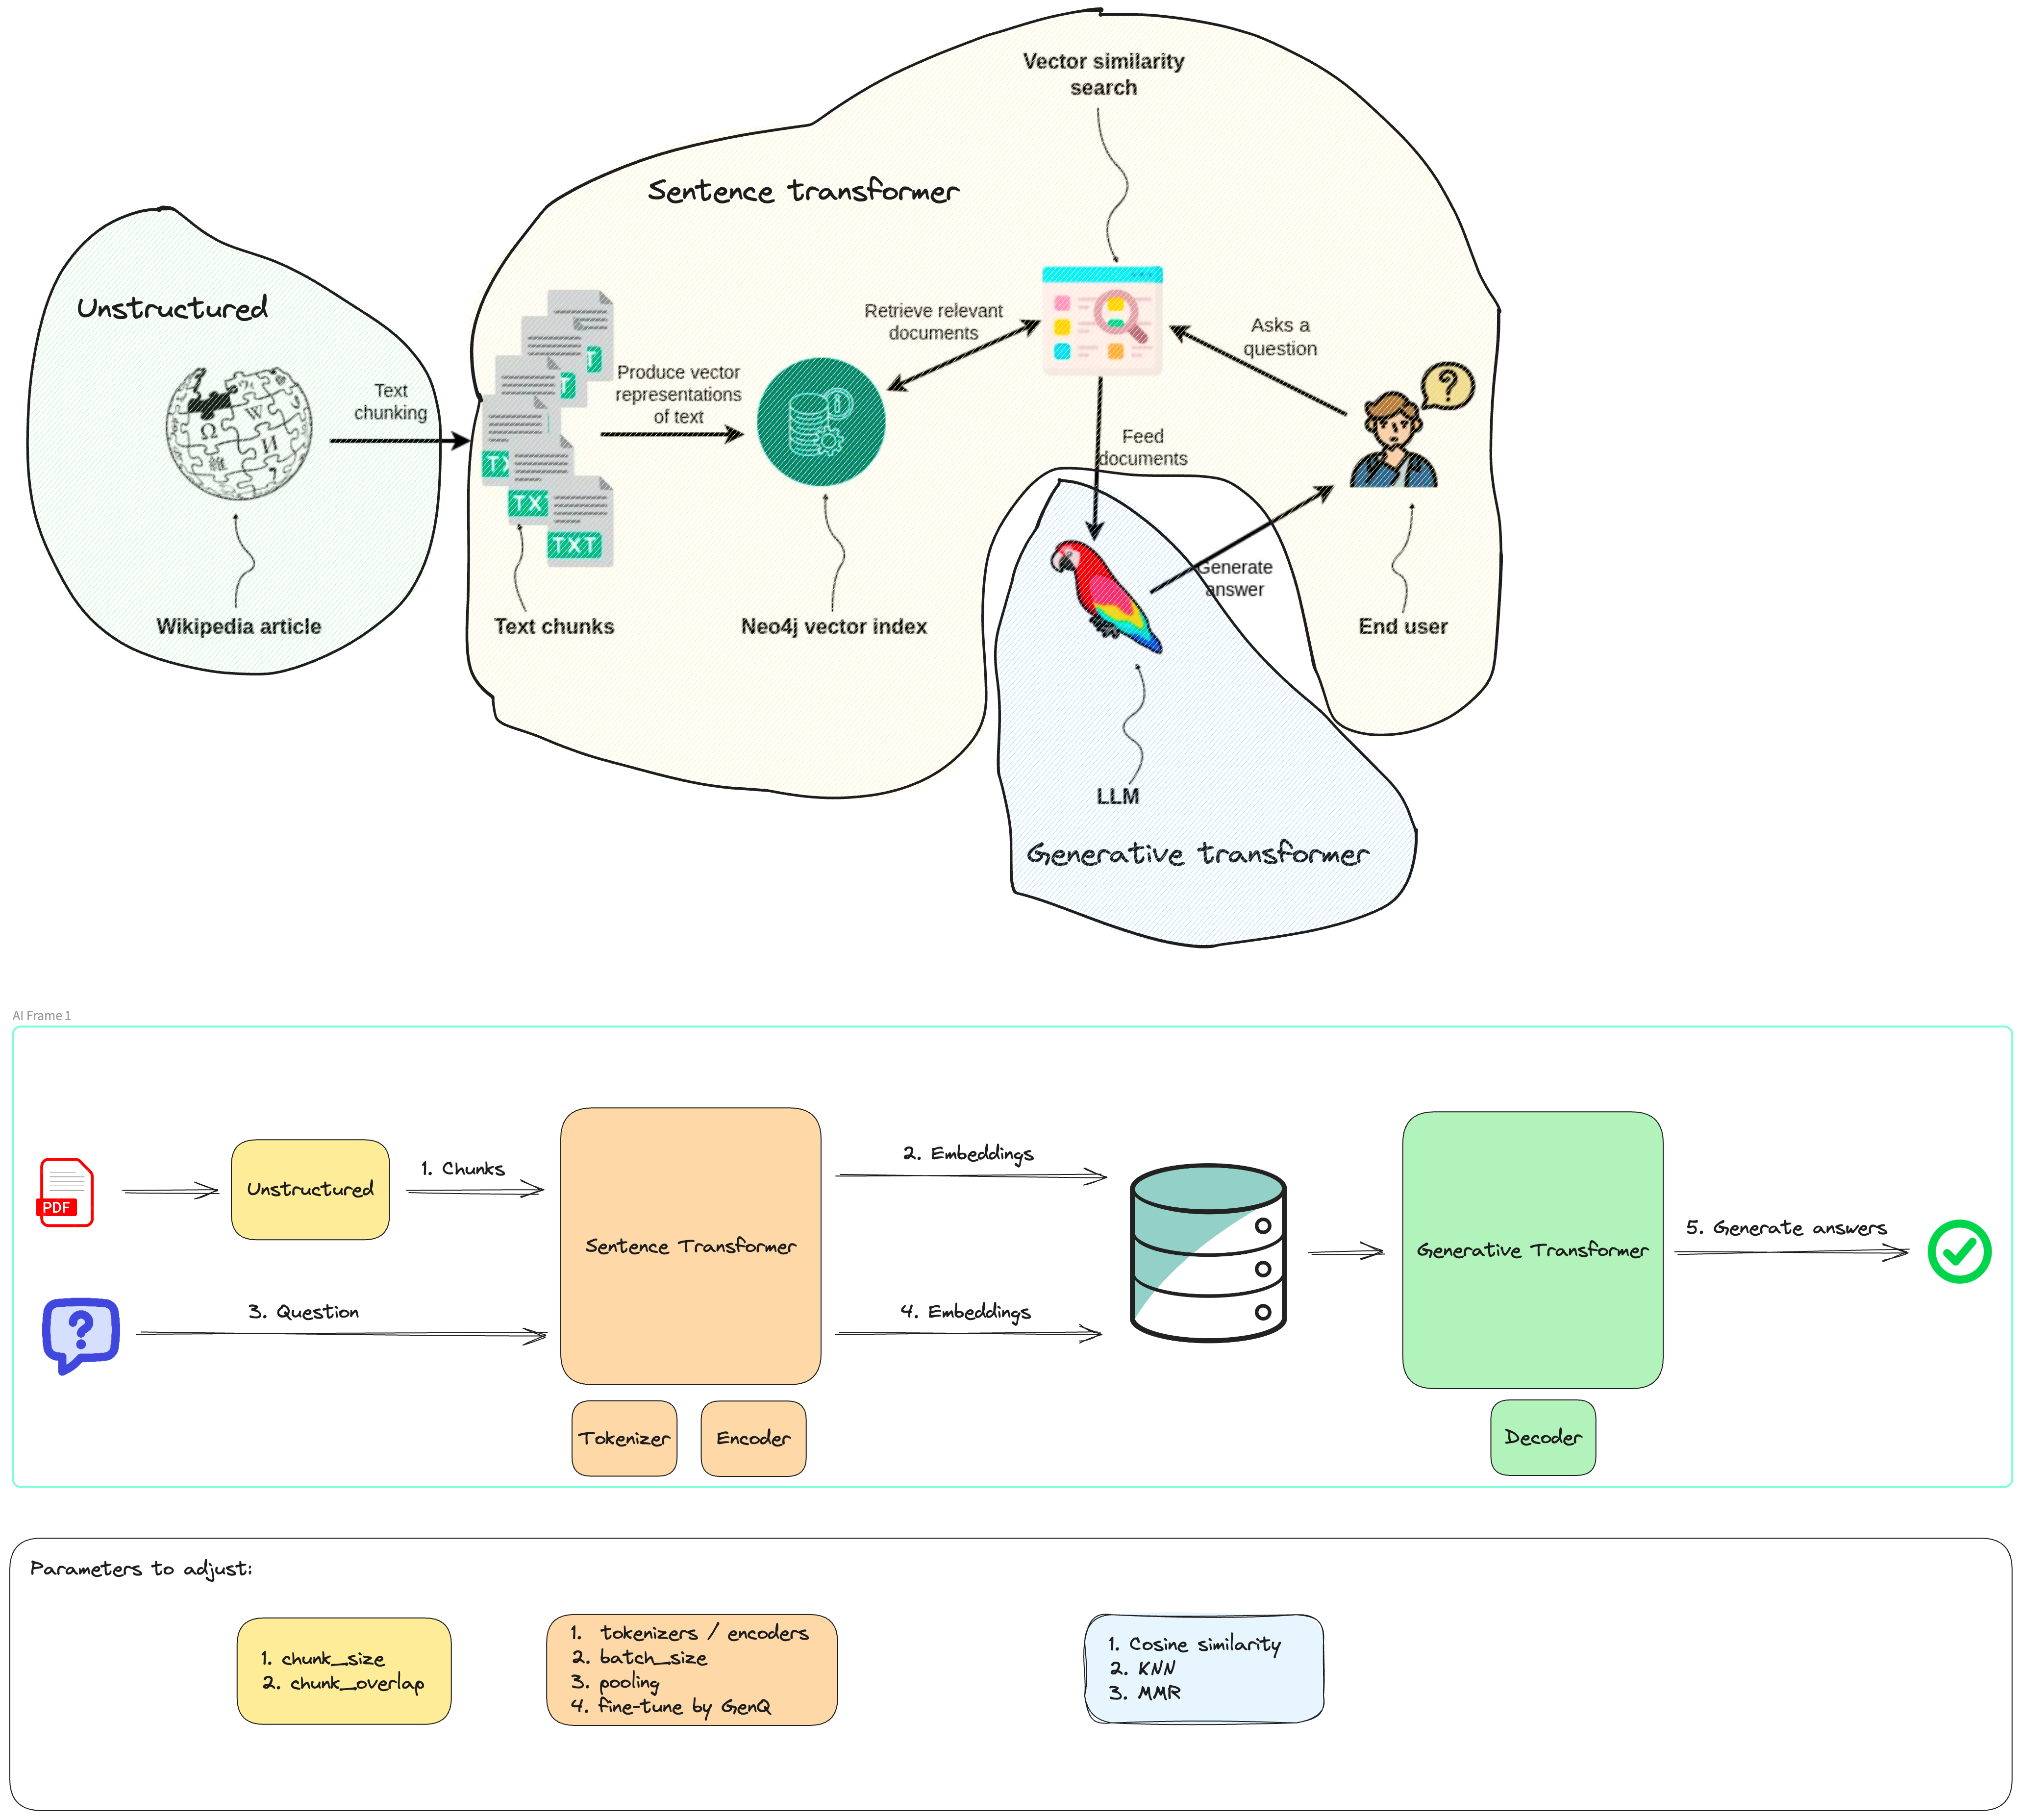 Vector similarity
search
Sentence transformer
Unstructured
Text
chunking
Produce vector
representations
of text
Retrieve relevant
documents
Asks a
question
Feed
documents
Generate
answer
W
Ω
И
維
T
T
TX
TX
TXT
Wikipedia article
Text chunks
Neo4j vector index
End user
LLM
Generative transformer
AI Frame 1
PDF
Unstructured
1. Chunks
Sentence Transformer
2. Embeddings
3. Question
4. Embeddings
Generative Transformer
5. Generate answers
Tokenizer
Encoder
Decoder
Parameters to adjust:
1. chunk_size
2. chunk_overlap
1. tokenizers / encoders
2. batch_size
3. pooling
4. fine-tune by GenQ
1. Cosine similarity
2. KNN
3. MMR